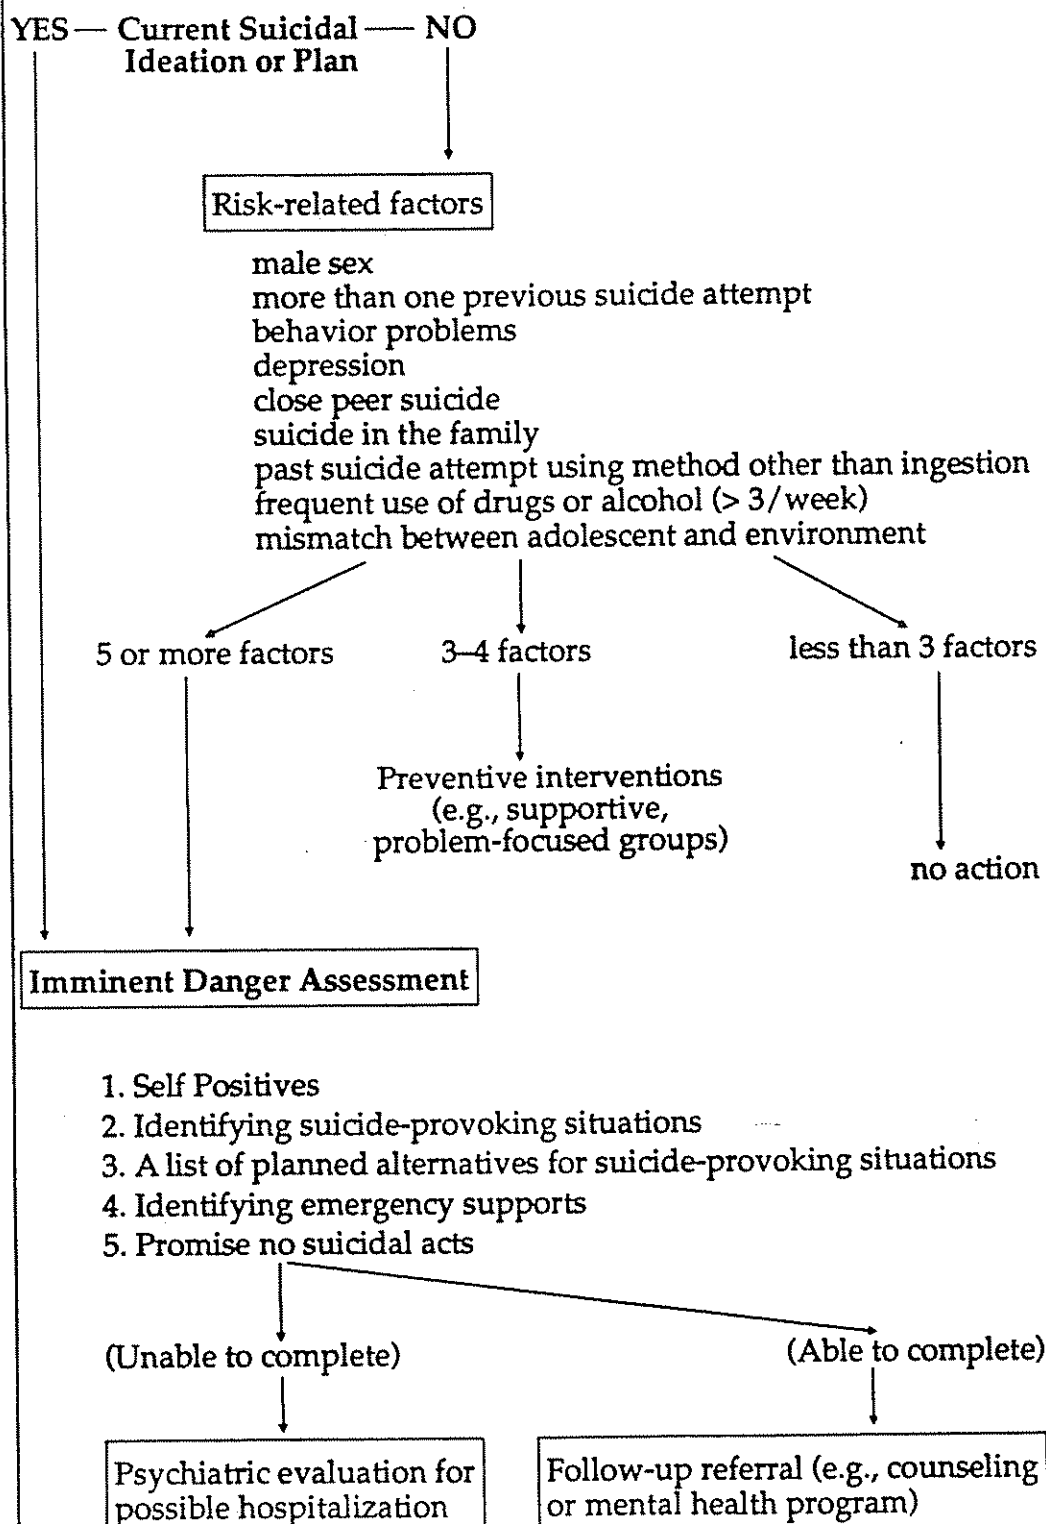 YES — Current Suicidal — NO
Ideation or Plan
Risk-related factors
male sex
more than one previous suicide attempt
behavior problems
depression
close peer suicide
suicide in the family
past suicide attempt using method other than ingestion
frequent use of drugs or alcohol (> 3/week)
mismatch between adolescent and environment
5 or more factors
3–4 factors
less than 3 factors
Preventive interventions
(e.g., supportive,
problem-focused groups)
no action
Imminent Danger Assessment
1. Self Positives
2. Identifying suicide-provoking situations
3. A list of planned alternatives for suicide-provoking situations
4. Identifying emergency supports
5. Promise no suicidal acts
(Unable to complete)
(Able to complete)
Psychiatric evaluation for
possible hospitalization
Follow-up referral (e.g., counseling
or mental health program)